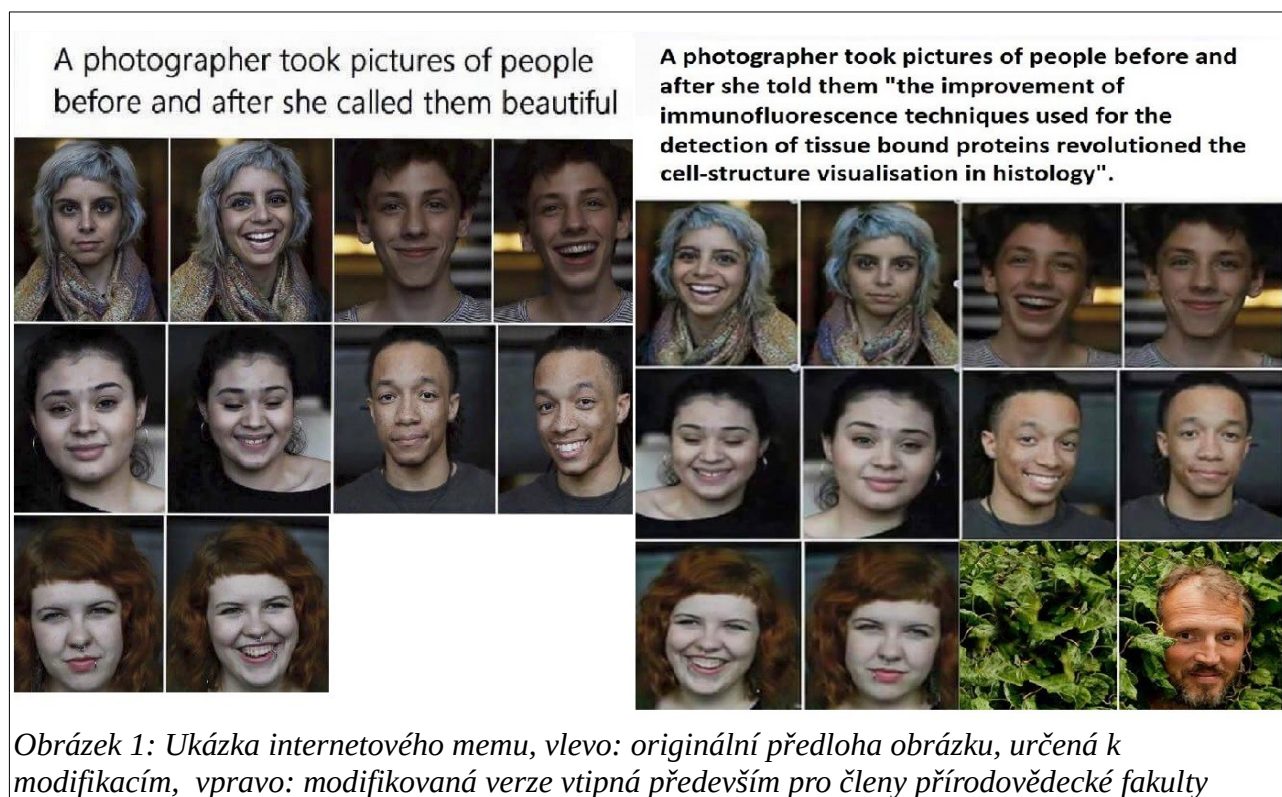 A photographer took pictures of people
before and after she called them beautiful
A photographer took pictures of people before and
after she told them "the improvement of
immunofluorescence techniques used for the
detection of tissue bound proteins revolutioned the
cell-structure visualisation in histology".
Obrázek 1: Ukázka internetového memu, vlevo: originální předloha obrázku, určená k
modifikacím, vpravo: modifikovaná verze vtipná především pro členy přírodovědecké fakulty